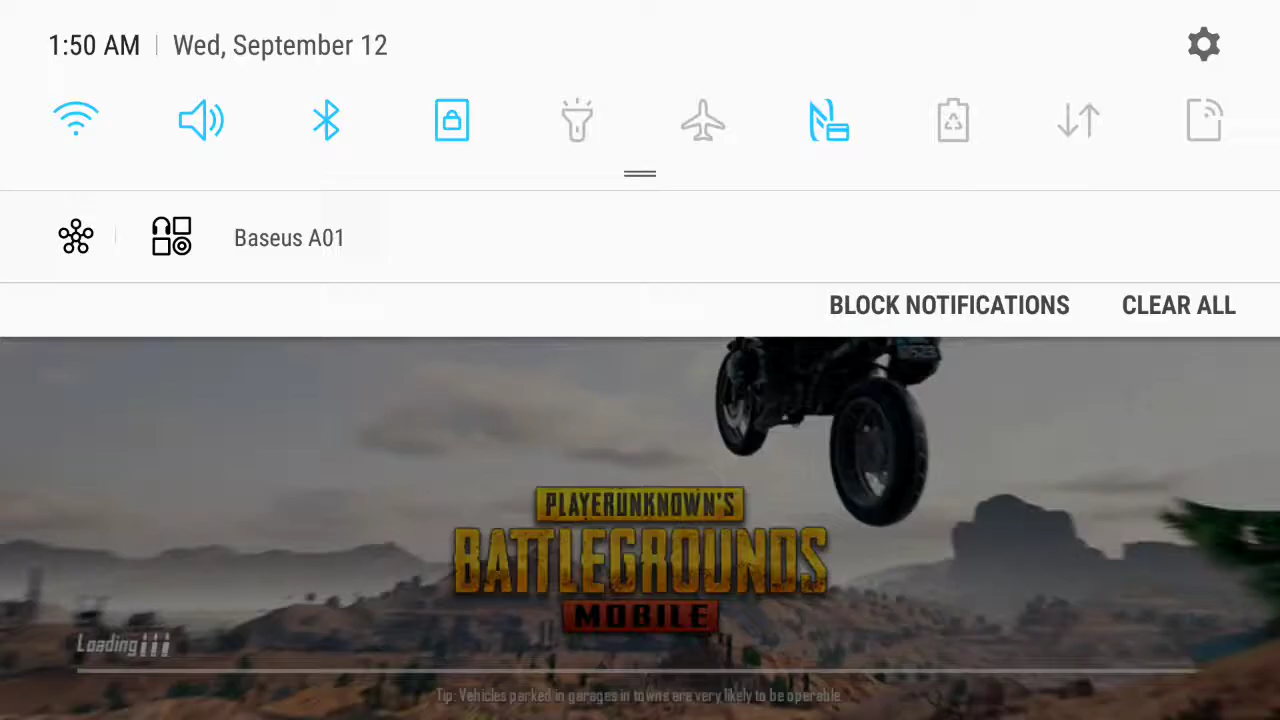 1:50 AM | Wed, September 12
Baseus A01
BLOCK NOTIFICATIONS CLEAR ALL
PLAYERUNKNOWN'S
BATTLEGROUNDS
MOBILE
Loading
Tip: Vehicles parked in garages in towns are very likely to be operable.